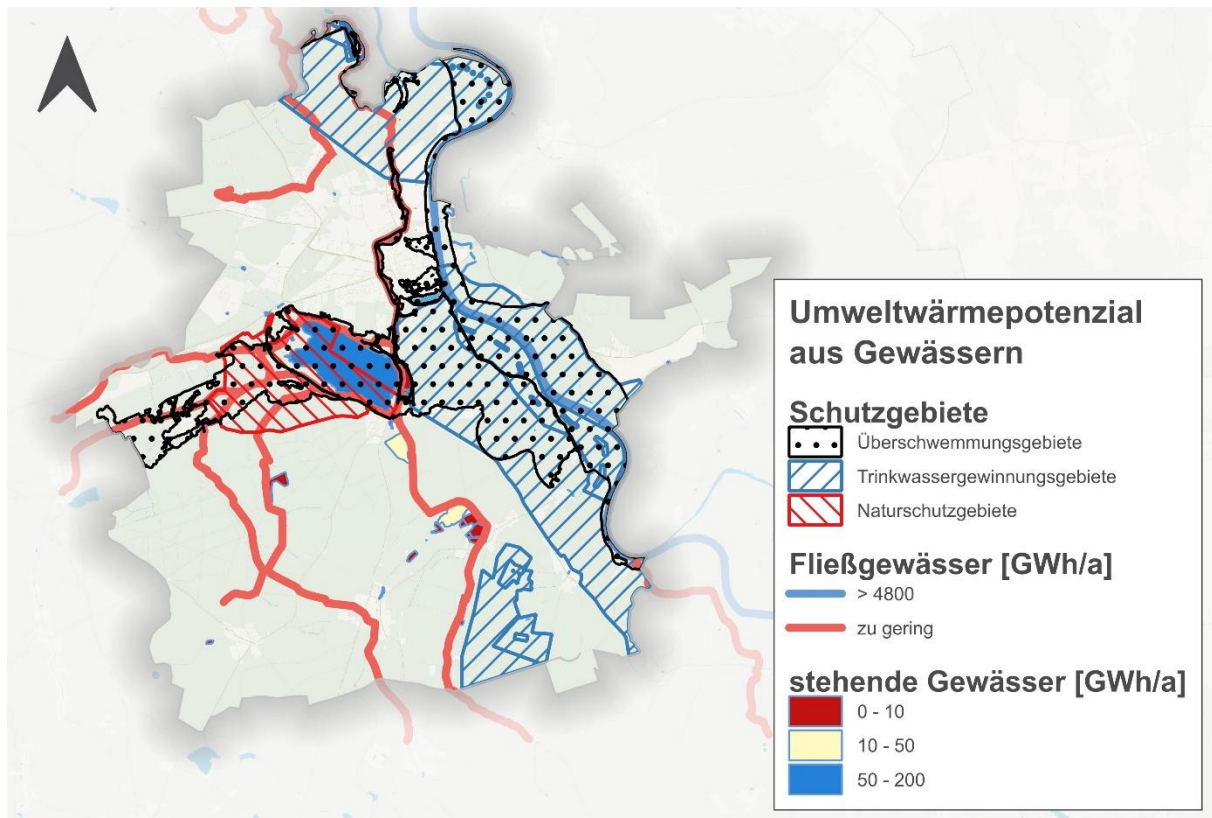 Umweltwärmepotenzial
aus Gewässern
Schutzgebiete
Überschwemmungsgebiete
Trinkwassergewinnungsgebiete
Naturschutzgebiete
Fließgewässer [GWh/a]
> 4800
zu gering
stehende Gewässer [GWh/a]
0 - 10
10 - 50
50 - 200